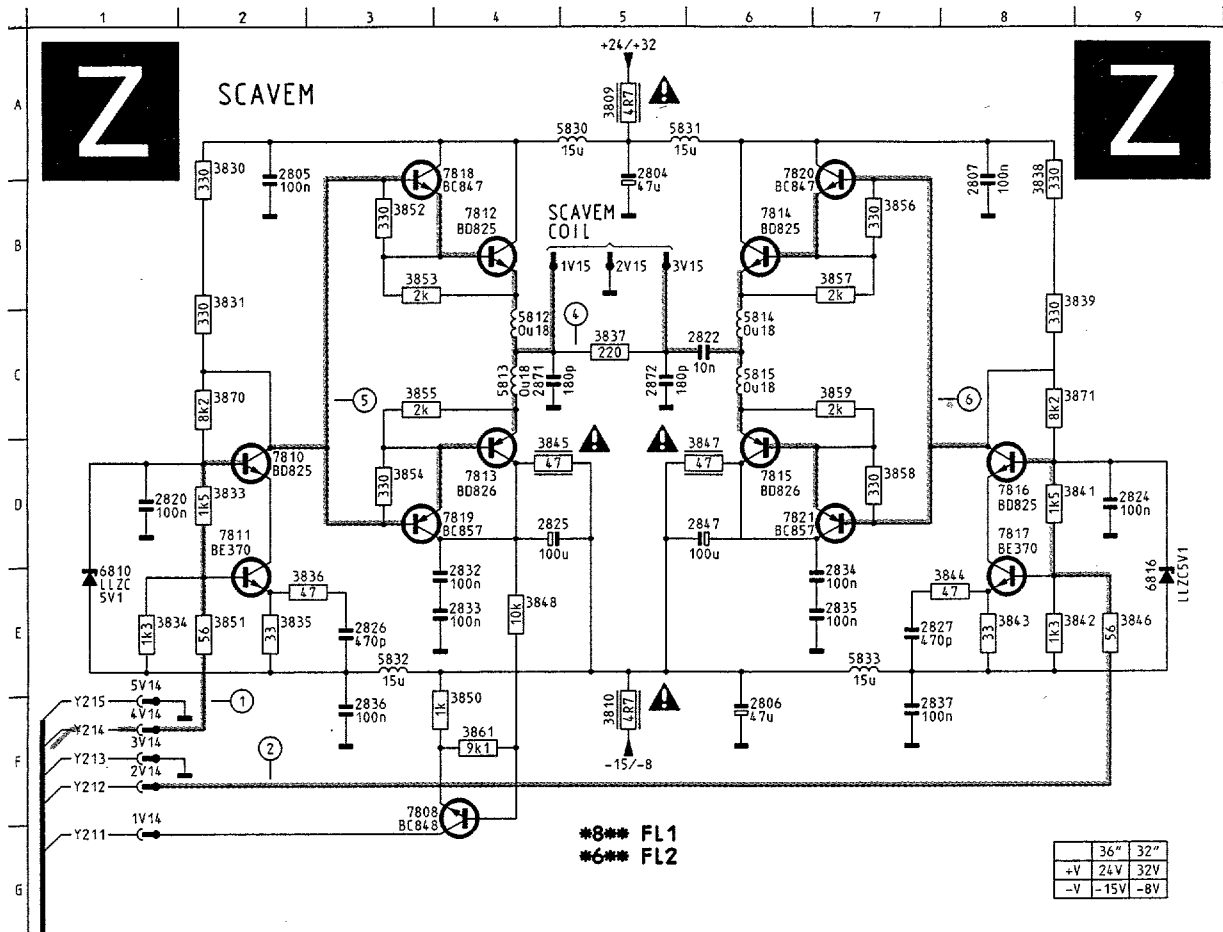 1 2 3 4 5 6 7 8 9
A
B
C
D
E
F
G
Z
SCAVEM
Z
+24/+32
3809
4R7
5830
15u
5831
15u
3830
330
2805
100n
7818
BC847
2804
47u
7820
BC847
2807
100n
3838
330
3852
330
7812
BD825
SCAVEM
COIL
7814
BD825
3856
330
1V15
2V15
3V15
3853
2k
3857
2k
3831
330
3839
330
5812
0u18
4
3837
220
2822
10n
5814
0u18
5813
0u18
2871
180p
2872
180p
5815
0u18
3870
8k2
5
3855
2k
3859
2k
6
3871
8k2
7810
BD825
3845
47
3847
47
3854
330
7813
BD826
7815
BD826
3858
330
7816
BD825
2820
100n
3833
1k5
3841
1k5
2824
100n
7819
BC857
2825
100u
2847
100u
7821
BC857
7811
BE370
7817
BE370
6810
LLZC
5V1
3836
47
2832
100n
2834
100n
3844
47
6816
LLZC5V1
3834
1k3
3851
56
3835
33
2826
470p
2833
100n
3848
10k
2835
100n
2827
470p
3843
33
3842
1k3
3846
56
5832
15u
5833
15u
Y215
5V14
1
2836
100n
3850
1k
3810
4R7
2806
47u
2837
100n
Y214
4V14
3861
9k1
Y213
3V14
2
-15/-8
Y212
2V14
7808
BC848
Y211
1V14
*8** FL1
*6** FL2
36" 32"
+V 24V 32V
-V -15V -8V